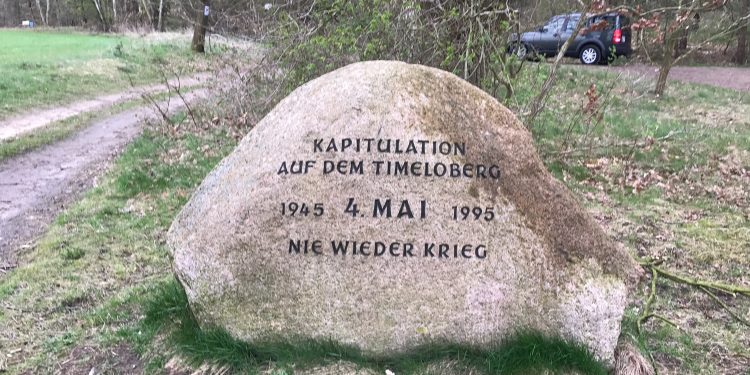 KAPITULATION
AUF DEM TIMELOBERG
1945 4. MAI 1995
NIE WIEDER KRIEG